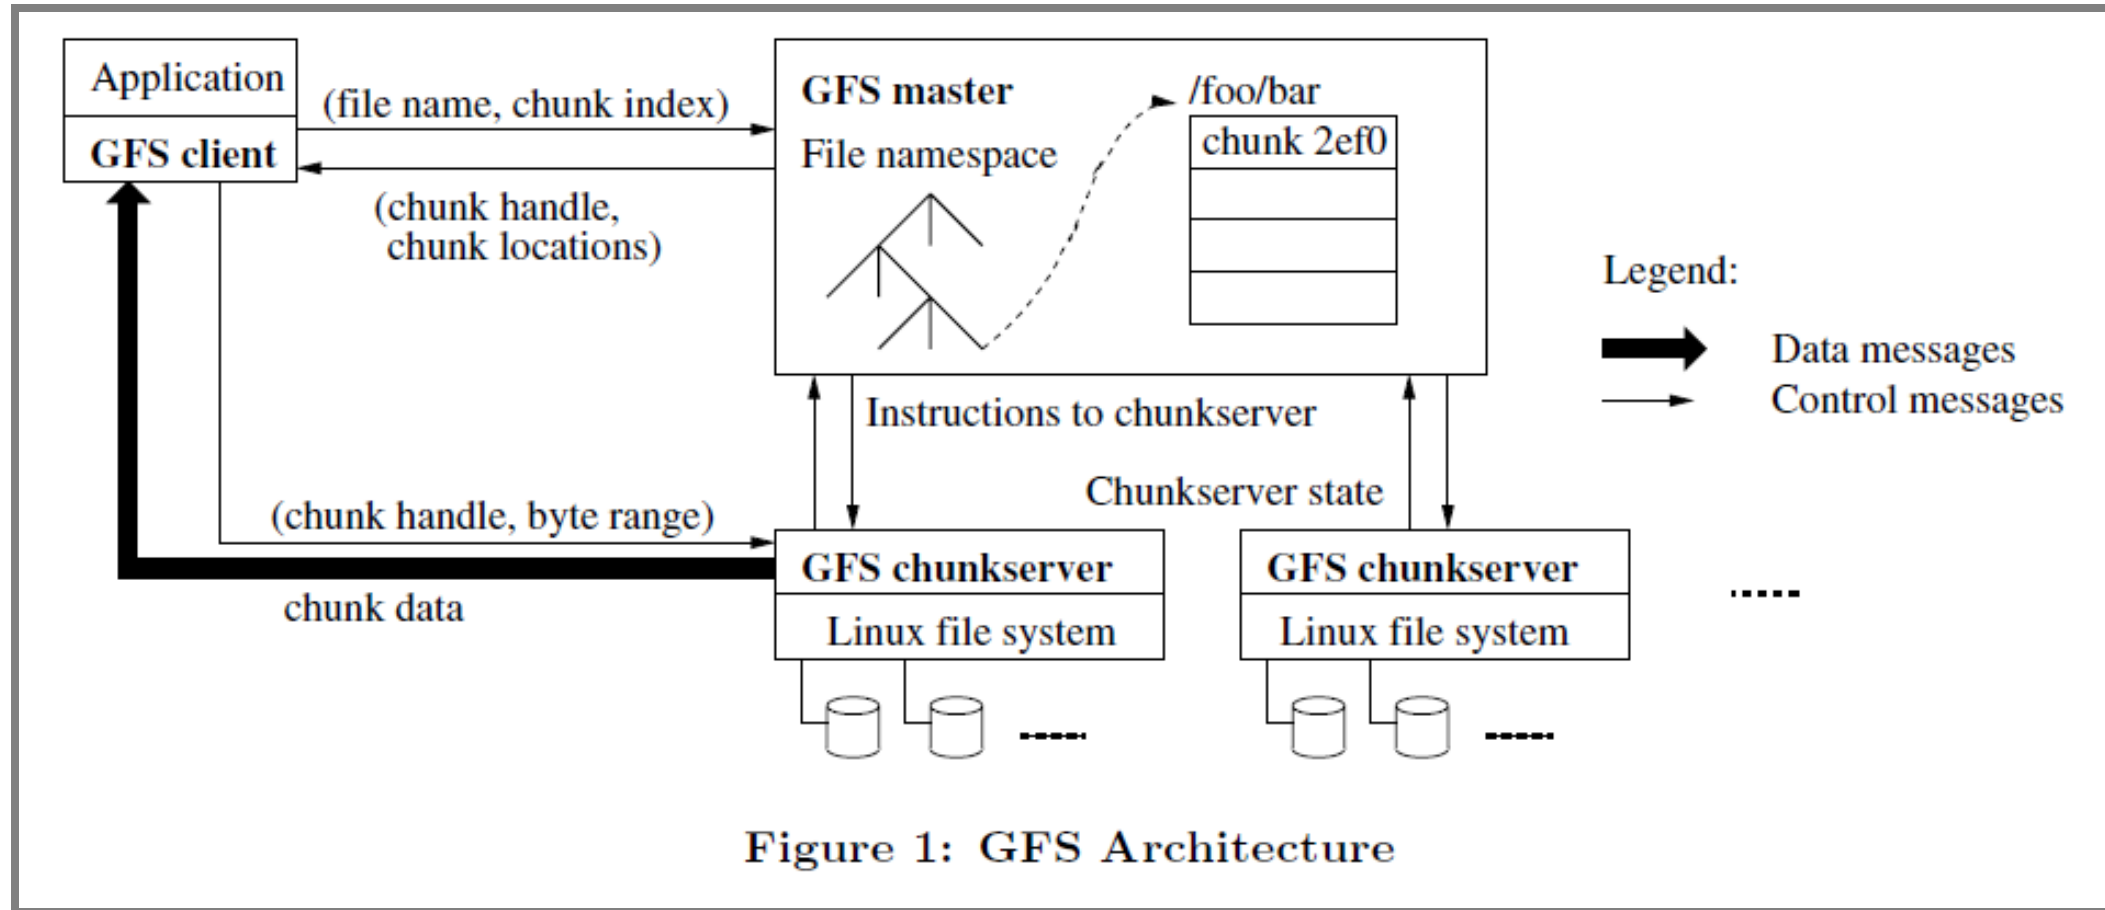 Application
GFS client
(file name, chunk index)
(chunk handle,
chunk locations)
GFS master
File namespace
/foo/bar
chunk 2ef0
Legend:
Data messages
Control messages
Instructions to chunkserver
Chunkserver state
(chunk handle, byte range)
chunk data
GFS chunkserver
Linux file system
GFS chunkserver
Linux file system
Figure 1: GFS Architecture